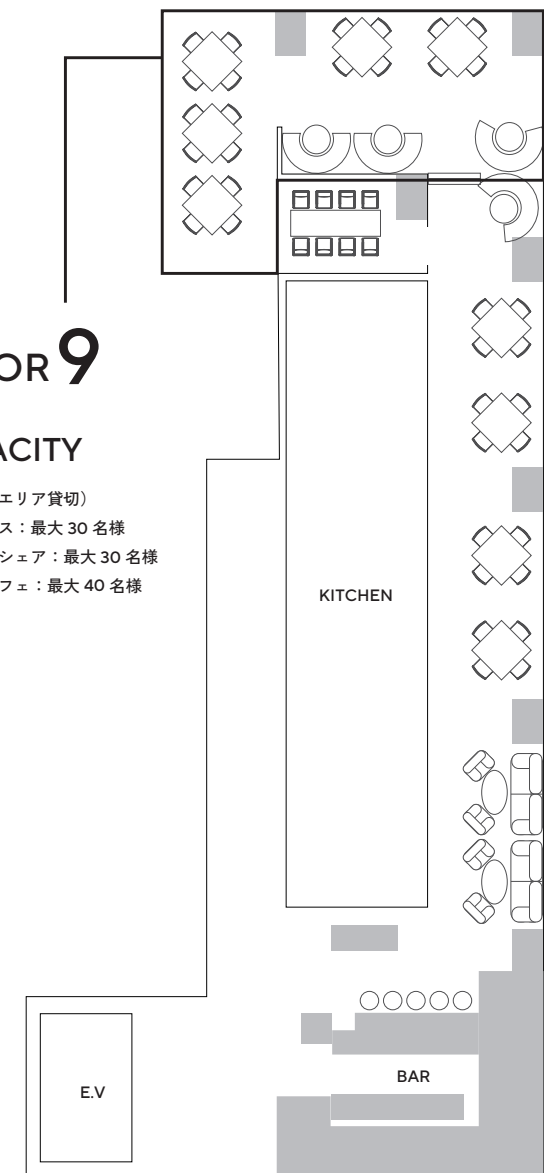 OR 9
ACITY
エリア貸切）
ス：最大 30 名様
シェア：最大 30 名様
フェ：最大 40 名様
KITCHEN
BAR
E.V